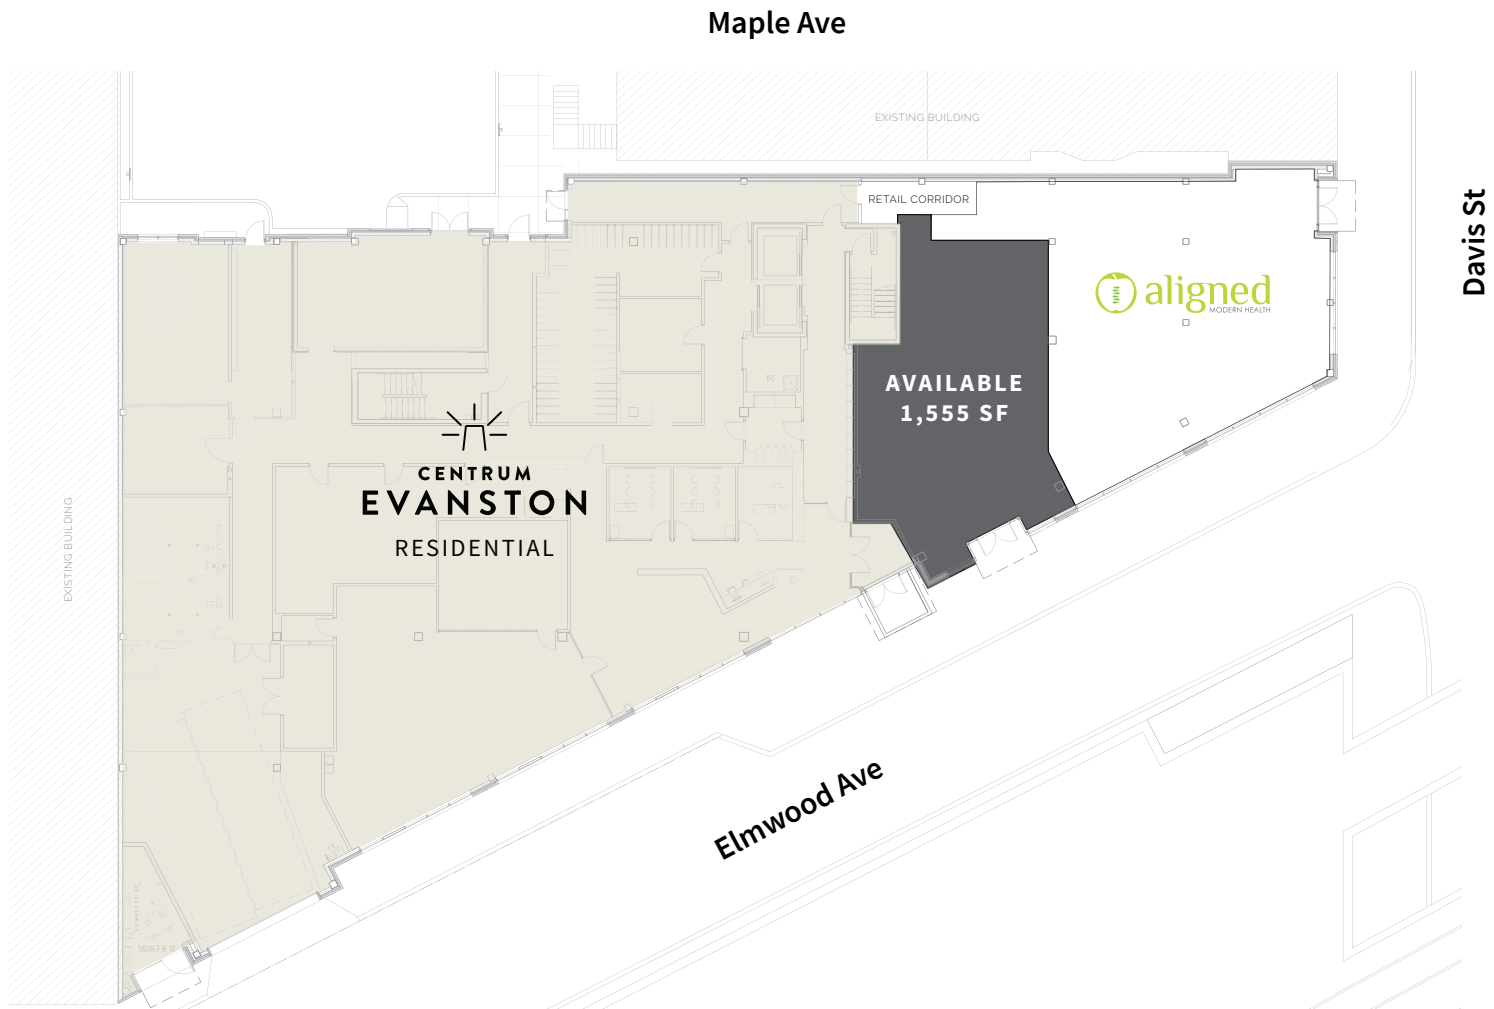 Maple Ave
EXISTING BUILDING
RETAIL CORRIDOR
Davis St
aligned
MODERN HEALTH
AVAILABLE
1,555 SF
CENTRUM
EVANSTON
RESIDENTIAL
EXISTING BUILDING
Elmwood Ave
WATER